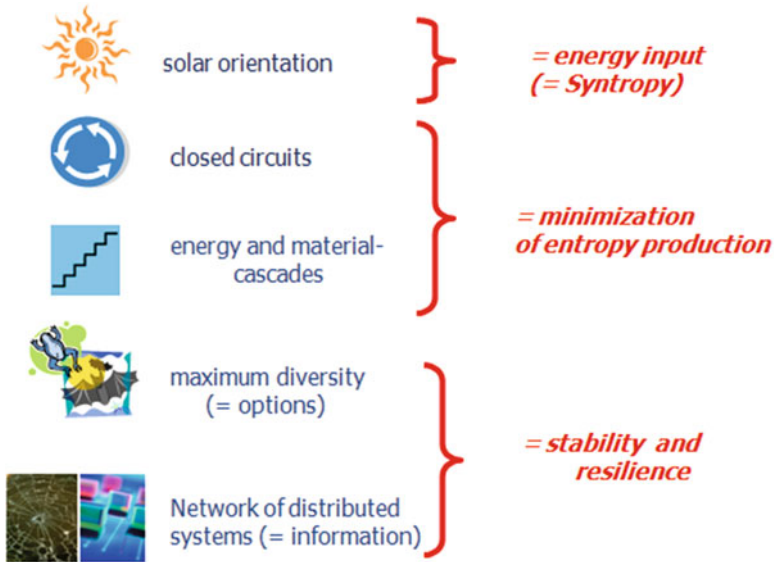 solar orientation
= energy input
(= Syntropy)
closed circuits
energy and material-
cascades
= minimization
of entropy production
maximum diversity
(= options)
Network of distributed
systems (= information)
= stability and
resilience